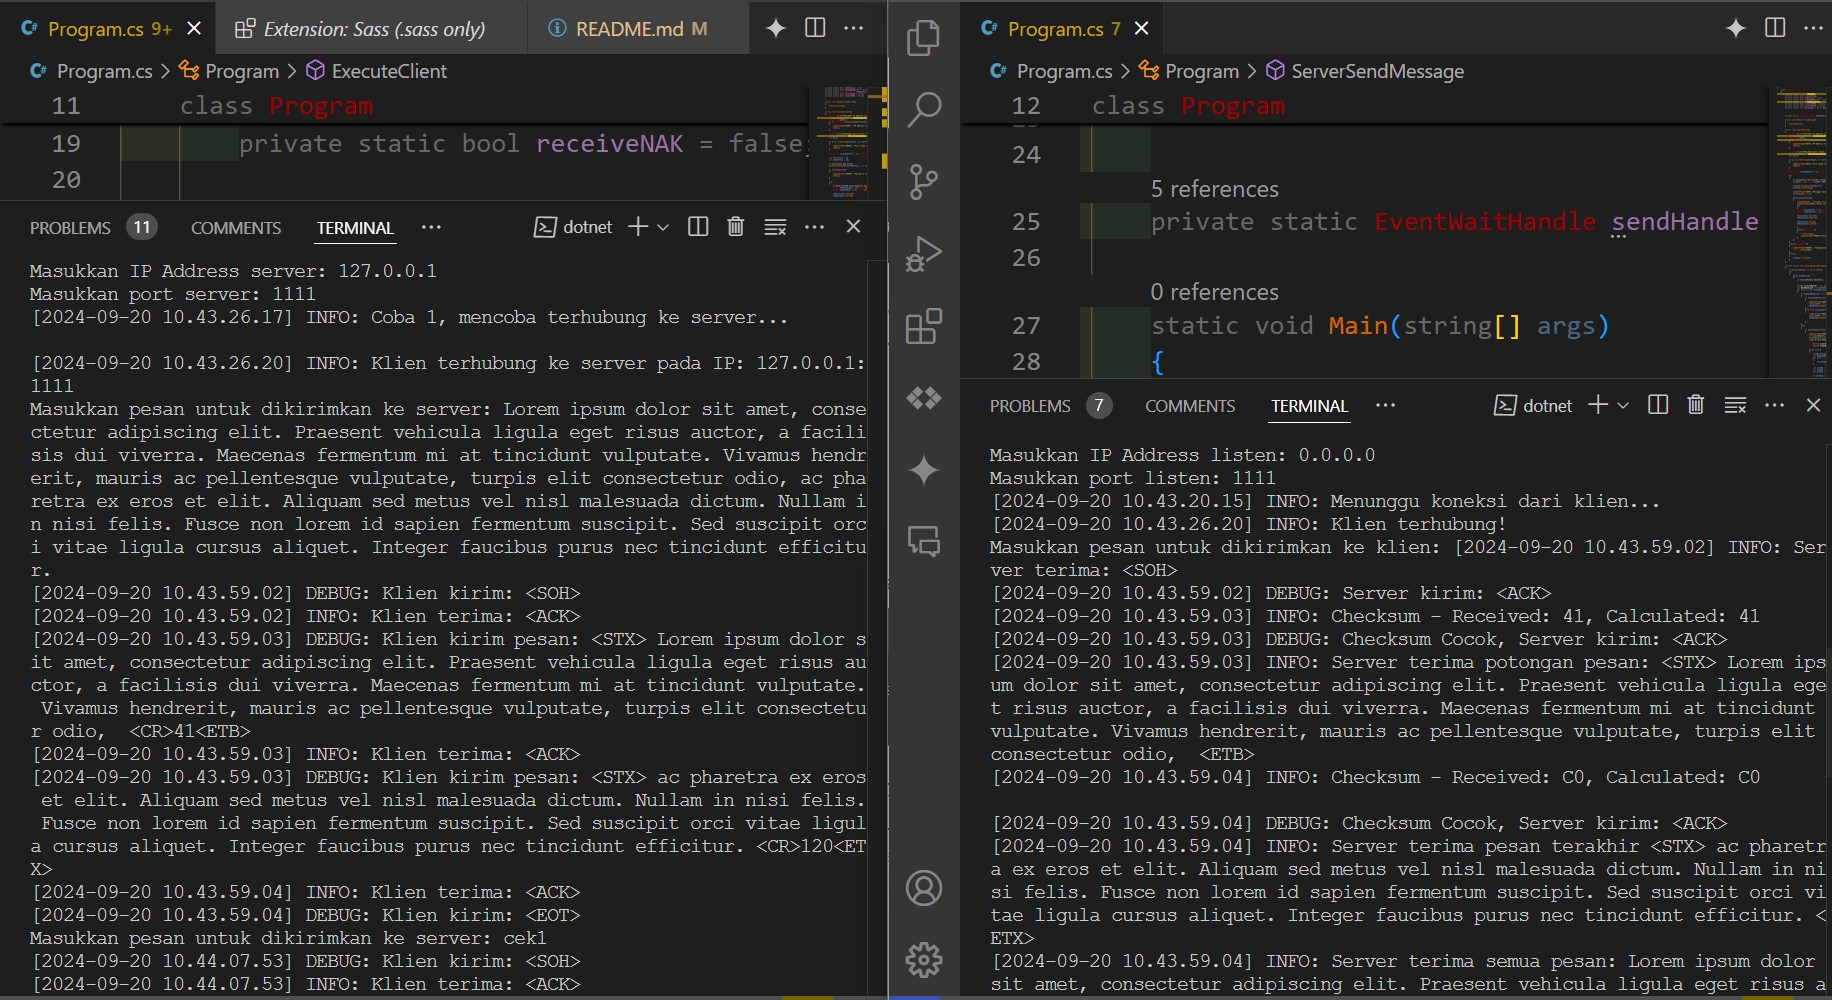 Program.cs 9+
Extension: Sass (.sass only)
README.md M
Program.cs > Program > ExecuteClient
11 class Program
19 private static bool receiveNAK = false;
20
PROBLEMS 11 COMMENTS TERMINAL ... dotnet
Masukkan IP Address server: 127.0.0.1
Masukkan port server: 1111
[2024-09-20 10.43.26.17] INFO: Coba 1, mencoba terhubung ke server...
[2024-09-20 10.43.26.20] INFO: Klien terhubung ke server pada IP: 127.0.0.1:
1111
Masukkan pesan untuk dikirimkan ke server: Lorem ipsum dolor sit amet, conse
ctetur adipiscing elit. Praesent vehicula ligula eget risus auctor, a facili
sis dui viverra. Maecenas fermentum mi at tincidunt vulputate. Vivamus hendr
erit, mauris ac pellentesque vulputate, turpis elit consectetur odio, ac pha
retra ex eros et elit. Aliquam sed metus vel nisl malesuada dictum. Nullam i
n nisi felis. Fusce non lorem id sapien fermentum suscipit. Sed suscipit orc
i vitae ligula cursus aliquet. Integer faucibus purus nec tincidunt efficitu
r.
[2024-09-20 10.43.59.02] DEBUG: Klien kirim: <SOH>
[2024-09-20 10.43.59.02] INFO: Klien terima: <ACK>
[2024-09-20 10.43.59.03] DEBUG: Klien kirim pesan: <STX> Lorem ipsum dolor s
it amet, consectetur adipiscing elit. Praesent vehicula ligula eget risus au
ctor, a facilisis dui viverra. Maecenas fermentum mi at tincidunt vulputate.
Vivamus hendrerit, mauris ac pellentesque vulputate, turpis elit consectetu
r odio,  <CR>41<ETB>
[2024-09-20 10.43.59.03] INFO: Klien terima: <ACK>
[2024-09-20 10.43.59.03] DEBUG: Klien kirim pesan: <STX> ac pharetra ex eros
et elit. Aliquam sed metus vel nisl malesuada dictum. Nullam in nisi felis.
Fusce non lorem id sapien fermentum suscipit. Sed suscipit orci vitae ligul
a cursus aliquet. Integer faucibus purus nec tincidunt efficitur. <CR>120<ET
X>
[2024-09-20 10.43.59.04] INFO: Klien terima: <ACK>
[2024-09-20 10.43.59.04] DEBUG: Klien kirim: <EOT>
Masukkan pesan untuk dikirimkan ke server: cek1
[2024-09-20 10.44.07.53] DEBUG: Klien kirim: <SOH>
[2024-09-20 10.44.07.53] INFO: Klien terima: <ACK>
Program.cs 7
Program.cs > Program > ServerSendMessage
12 class Program
24
5 references
25 private static EventWaitHandle sendHandle
26
0 references
27 static void Main(string[] args)
28 {
PROBLEMS 7 COMMENTS TERMINAL ... dotnet
Masukkan IP Address listen: 0.0.0.0
Masukkan port listen: 1111
[2024-09-20 10.43.20.15] INFO: Menunggu koneksi dari klien...
[2024-09-20 10.43.26.20] INFO: Klien terhubung!
Masukkan pesan untuk dikirimkan ke klien: [2024-09-20 10.43.59.02] INFO: Ser
ver terima: <SOH>
[2024-09-20 10.43.59.02] DEBUG: Server kirim: <ACK>
[2024-09-20 10.43.59.03] INFO: Checksum – Received: 41, Calculated: 41
[2024-09-20 10.43.59.03] DEBUG: Checksum Cocok, Server kirim: <ACK>
[2024-09-20 10.43.59.03] INFO: Server terima potongan pesan: <STX> Lorem ips
um dolor sit amet, consectetur adipiscing elit. Praesent vehicula ligula ege
t risus auctor, a facilisis dui viverra. Maecenas fermentum mi at tincidunt
vulputate. Vivamus hendrerit, mauris ac pellentesque vulputate, turpis elit
consectetur odio,  <ETB>
[2024-09-20 10.43.59.04] INFO: Checksum – Received: C0, Calculated: C0
[2024-09-20 10.43.59.04] DEBUG: Checksum Cocok, Server kirim: <ACK>
[2024-09-20 10.43.59.04] INFO: Server terima pesan terakhir <STX> ac pharetr
a ex eros et elit. Aliquam sed metus vel nisl malesuada dictum. Nullam in ni
si felis. Fusce non lorem id sapien fermentum suscipit. Sed suscipit orci vi
tae ligula cursus aliquet. Integer faucibus purus nec tincidunt efficitur. <
ETX>
[2024-09-20 10.43.59.04] INFO: Server terima semua pesan: Lorem ipsum dolor
sit amet, consectetur adipiscing elit. Praesent vehicula ligula eget risus a